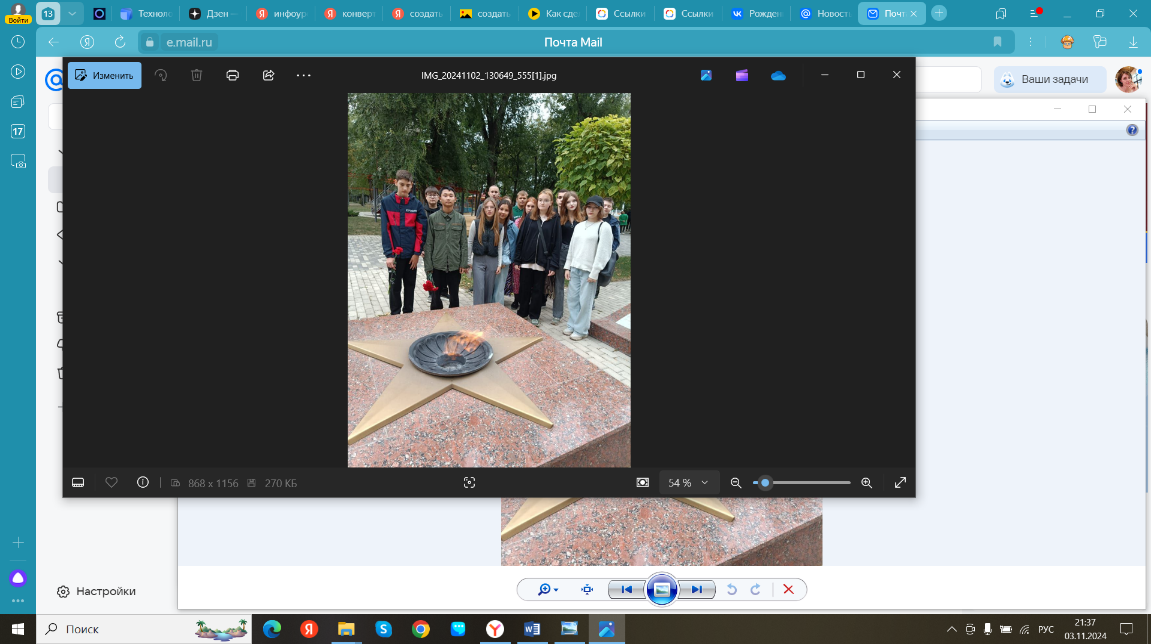 Войти
13
Технол
Дзен —
инфоур
конверт
создать
создать
Как сде
Ссылки
Ссылки
Рожден
Новост
Почт
e.mail.ru
Почта Mail
17
Ваши задачи
Изменить
IMG_20241102_130649_555[1].jpg
868 x 1156
270 КБ
54 %
Настройки
Поиск
РУС
21:37
03.11.2024